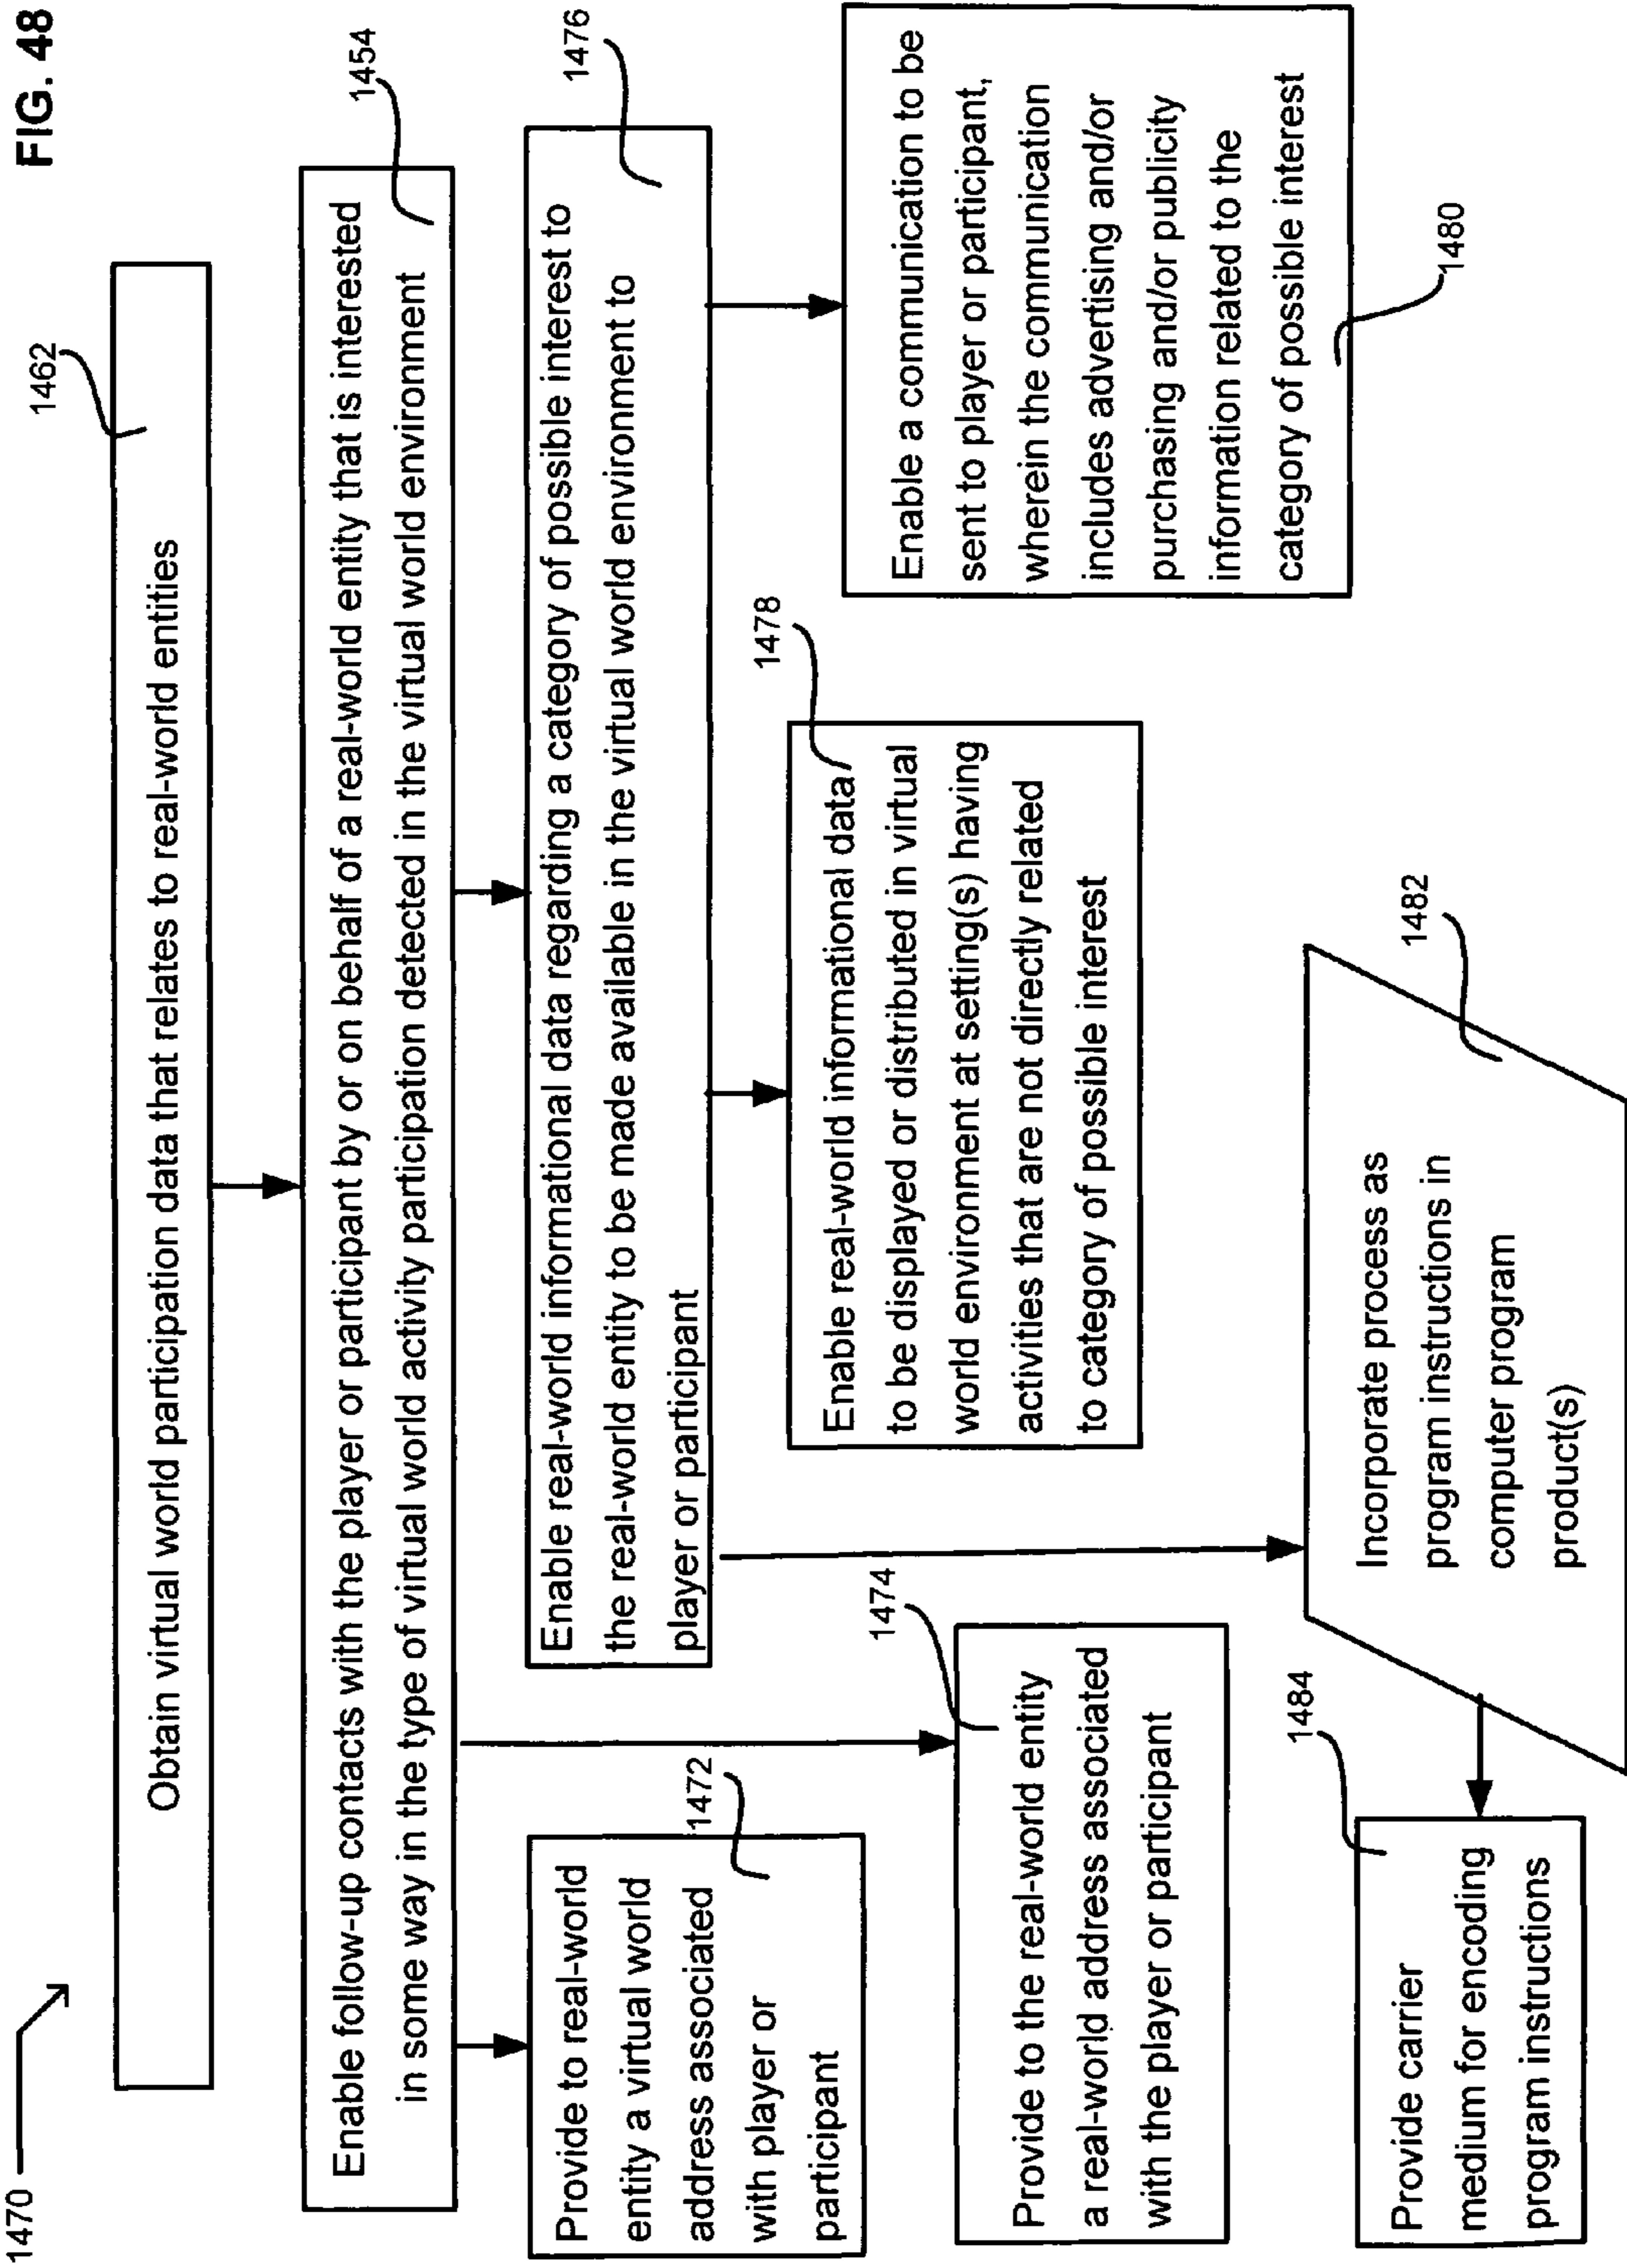 FIG. 48
1470
1462
Obtain virtual world participation data that relates to real-world entities
1454
Enable follow-up contacts with the player or participant by or on behalf of a real-world entity that is interested
in some way in the type of virtual world activity participation detected in the virtual world environment
1476
Enable real-world informational data regarding a category of possible interest to
the real-world entity to be made available in the virtual world environment to
player or participant
1472
Provide to real-world
entity a virtual world
address associated
with player or
participant
1474
Provide to the real-world entity
a real-world address associated
with the player or participant
1478
Enable real-world informational data
to be displayed or distributed in virtual
world environment at setting(s) having
activities that are not directly related
to category of possible interest
1480
Enable a communication to be
sent to player or participant,
wherein the communication
includes advertising and/or
purchasing and/or publicity
information related to the
category of possible interest
1482
Incorporate process as
program instructions in
computer program
product(s)
1484
Provide carrier
medium for encoding
program instructions